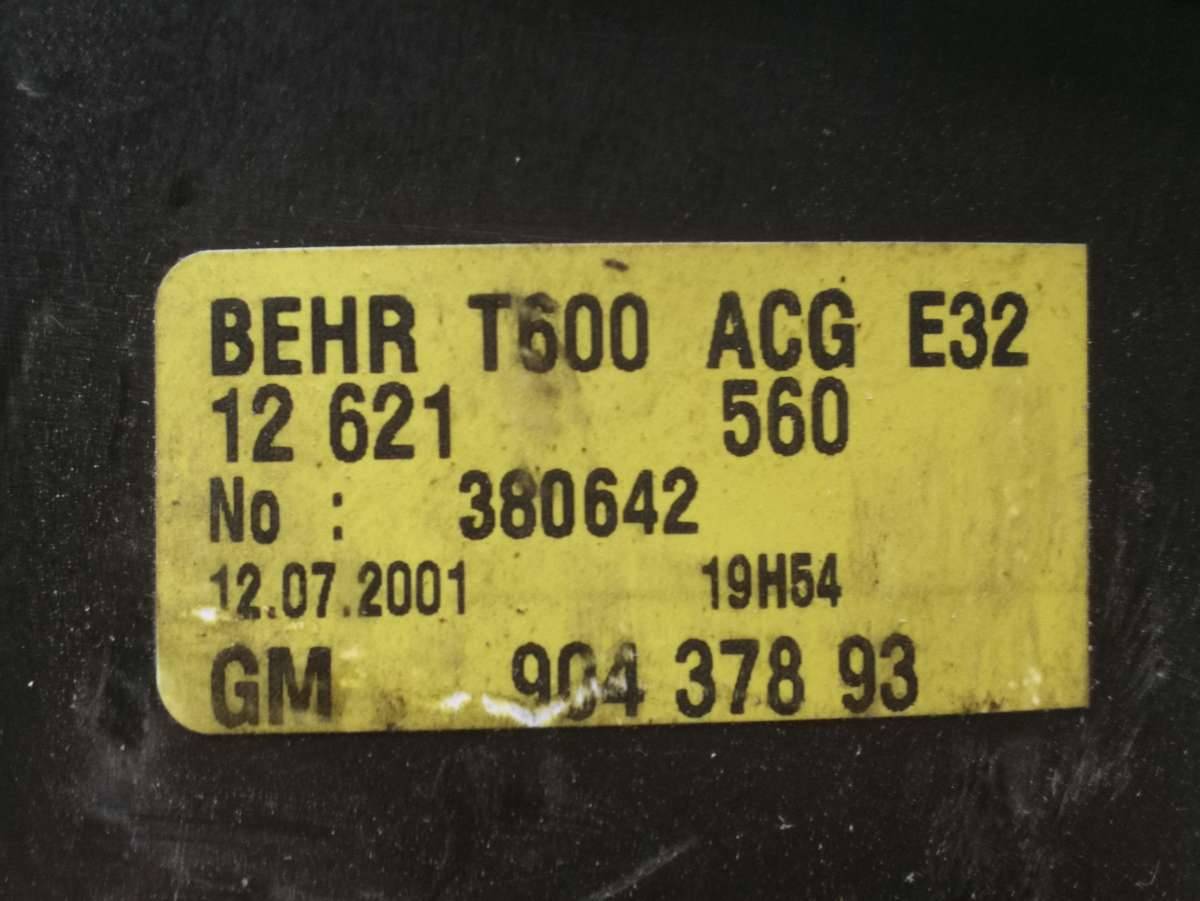 BEHR T600 ACG E32
12 621 560
No : 380642
12.07.2001 19H54
GM 904 378 93